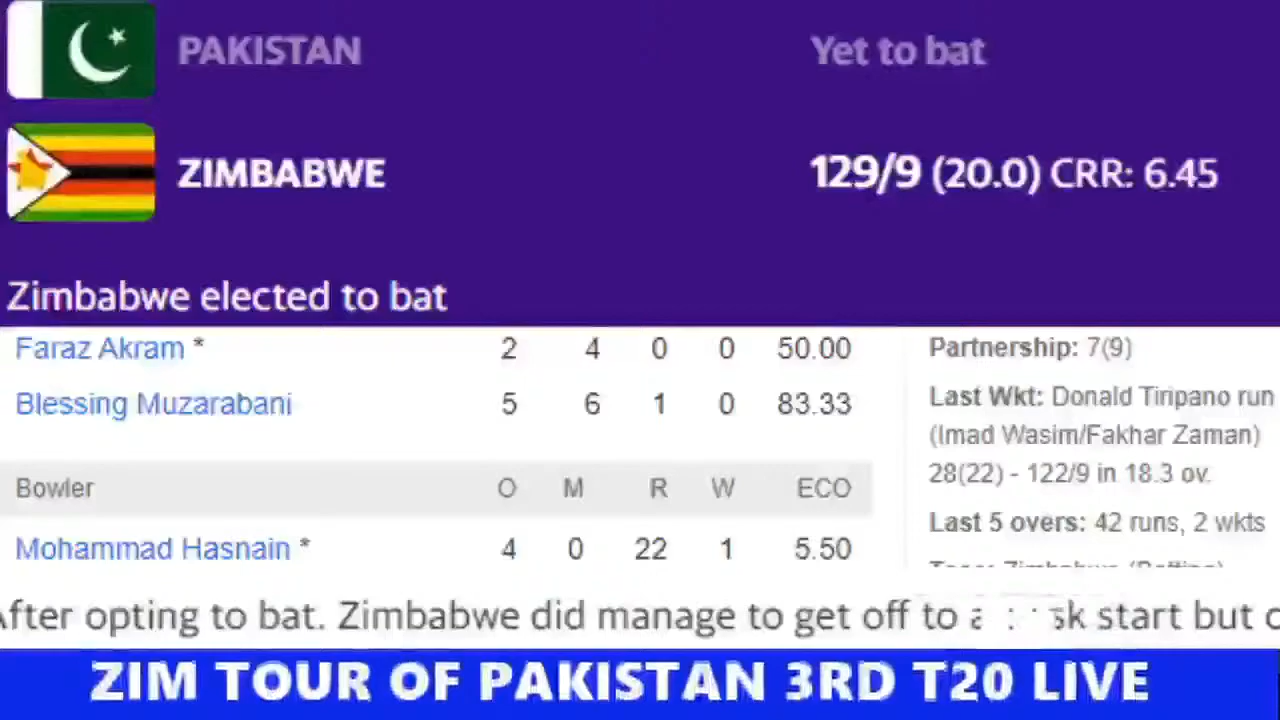 PAKISTAN Yet to bat
ZIMBABWE 129/9 (20.0) CRR: 6.45
Zimbabwe elected to bat
Faraz Akram * 2 4 0 0 50.00
Blessing Muzarabani 5 6 1 0 83.33
Bowler O M R W ECO
Mohammad Hasnain * 4 0 22 1 5.50
Partnership: 7(9)
Last Wkt: Donald Tiripano run
(Imad Wasim/Fakhar Zaman)
28(22) - 122/9 in 18.3 ov.
Last 5 overs: 42 runs, 2 wkts
After opting to bat. Zimbabwe did manage to get off to a start but
ZIM TOUR OF PAKISTAN 3RD T20 LIVE